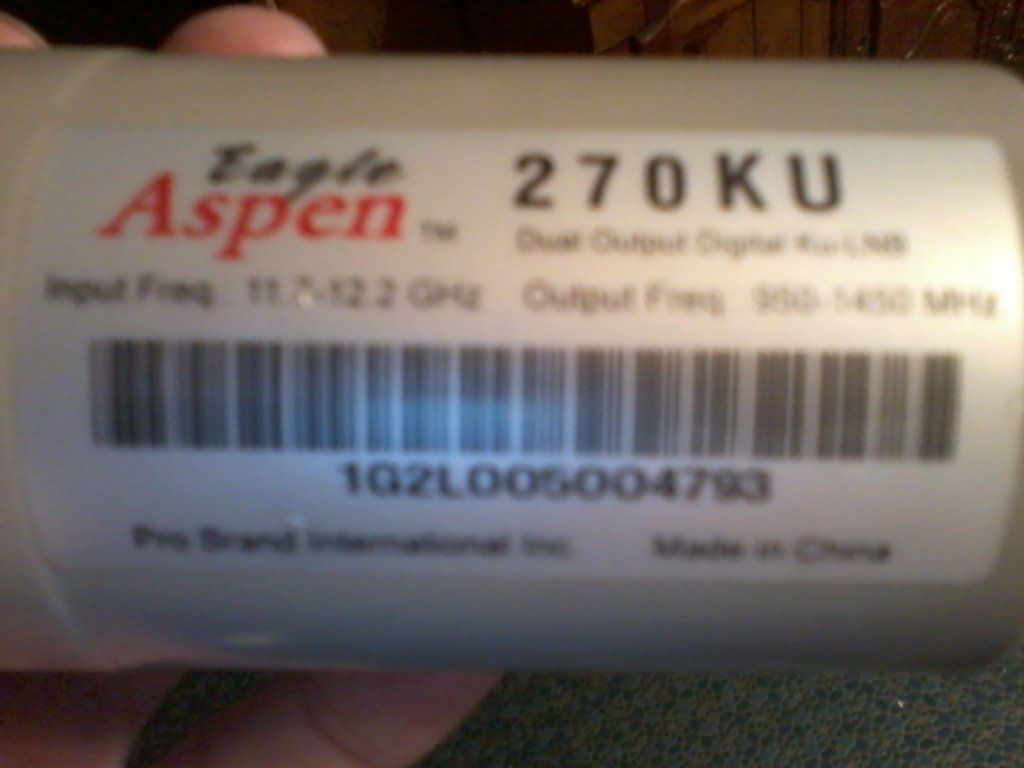 Eagle
Aspen™
270KU
Dual Output Digital Ku-LNB
Input Freq 11.7-12.2 GHz Output Freq 950-1450 MHz
1G2L005004793
Pro Brand International Inc. Made in China